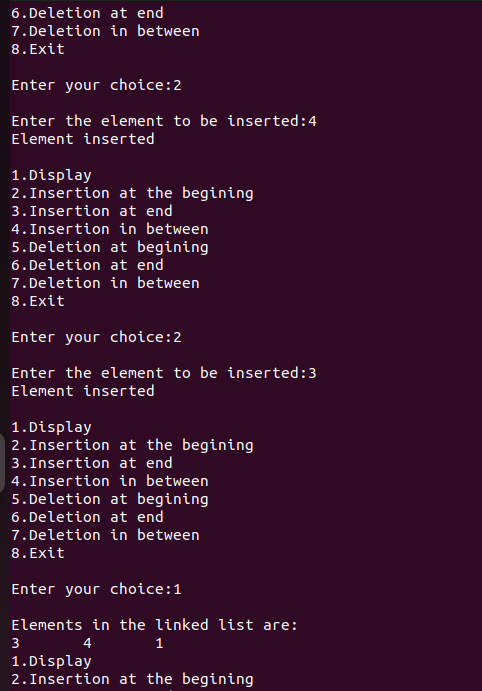 6.Deletion at end
7.Deletion in between
8.Exit
Enter your choice:2
Enter the element to be inserted:4
Element inserted
1.Display
2.Insertion at the begining
3.Insertion at end
4.Insertion in between
5.Deletion at begining
6.Deletion at end
7.Deletion in between
8.Exit
Enter your choice:2
Enter the element to be inserted:3
Element inserted
1.Display
2.Insertion at the begining
3.Insertion at end
4.Insertion in between
5.Deletion at begining
6.Deletion at end
7.Deletion in between
8.Exit
Enter your choice:1
Elements in the linked list are:
3 4 1
1.Display
2.Insertion at the begining